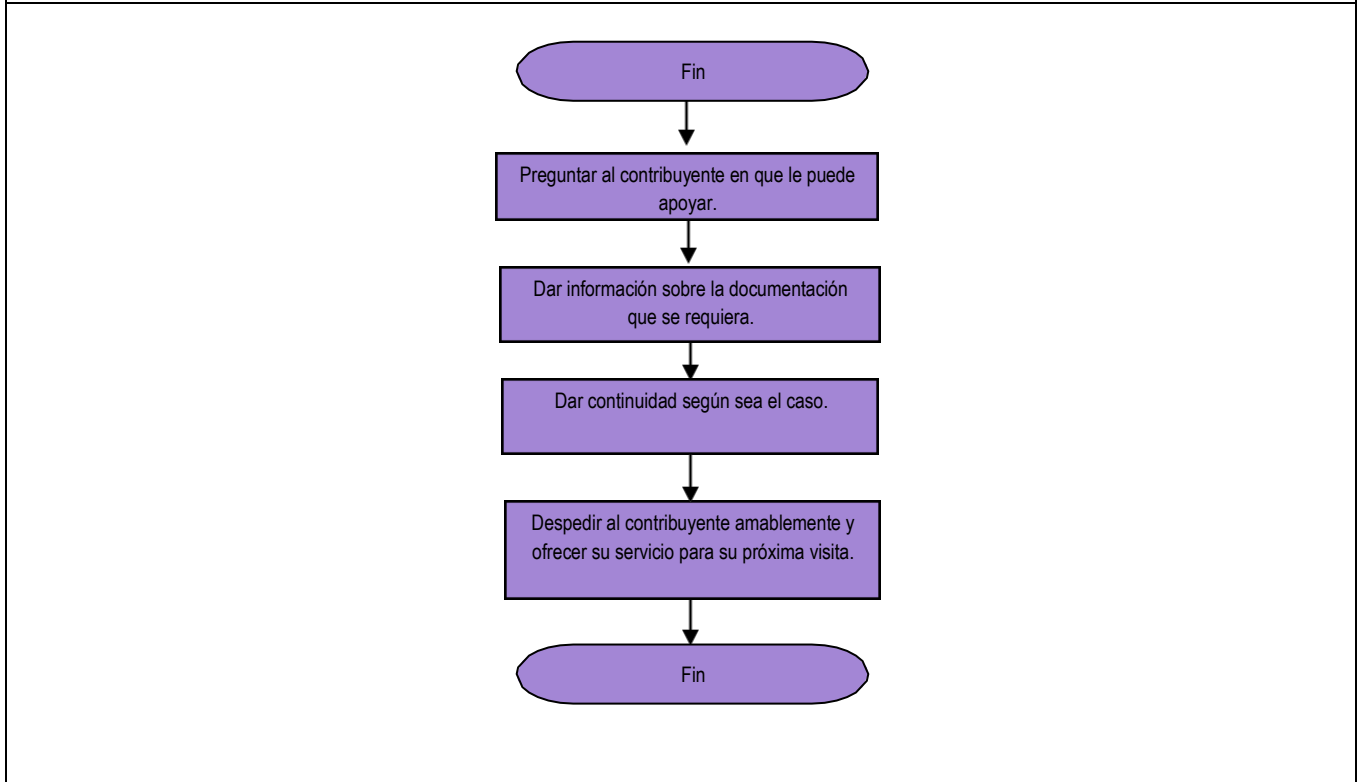 Fin
Preguntar al contribuyente en que le puede
apoyar.
Dar información sobre la documentación
que se requiera.
Dar continuidad según sea el caso.
Despedir al contribuyente amablemente y
ofrecer su servicio para su próxima visita.
Fin